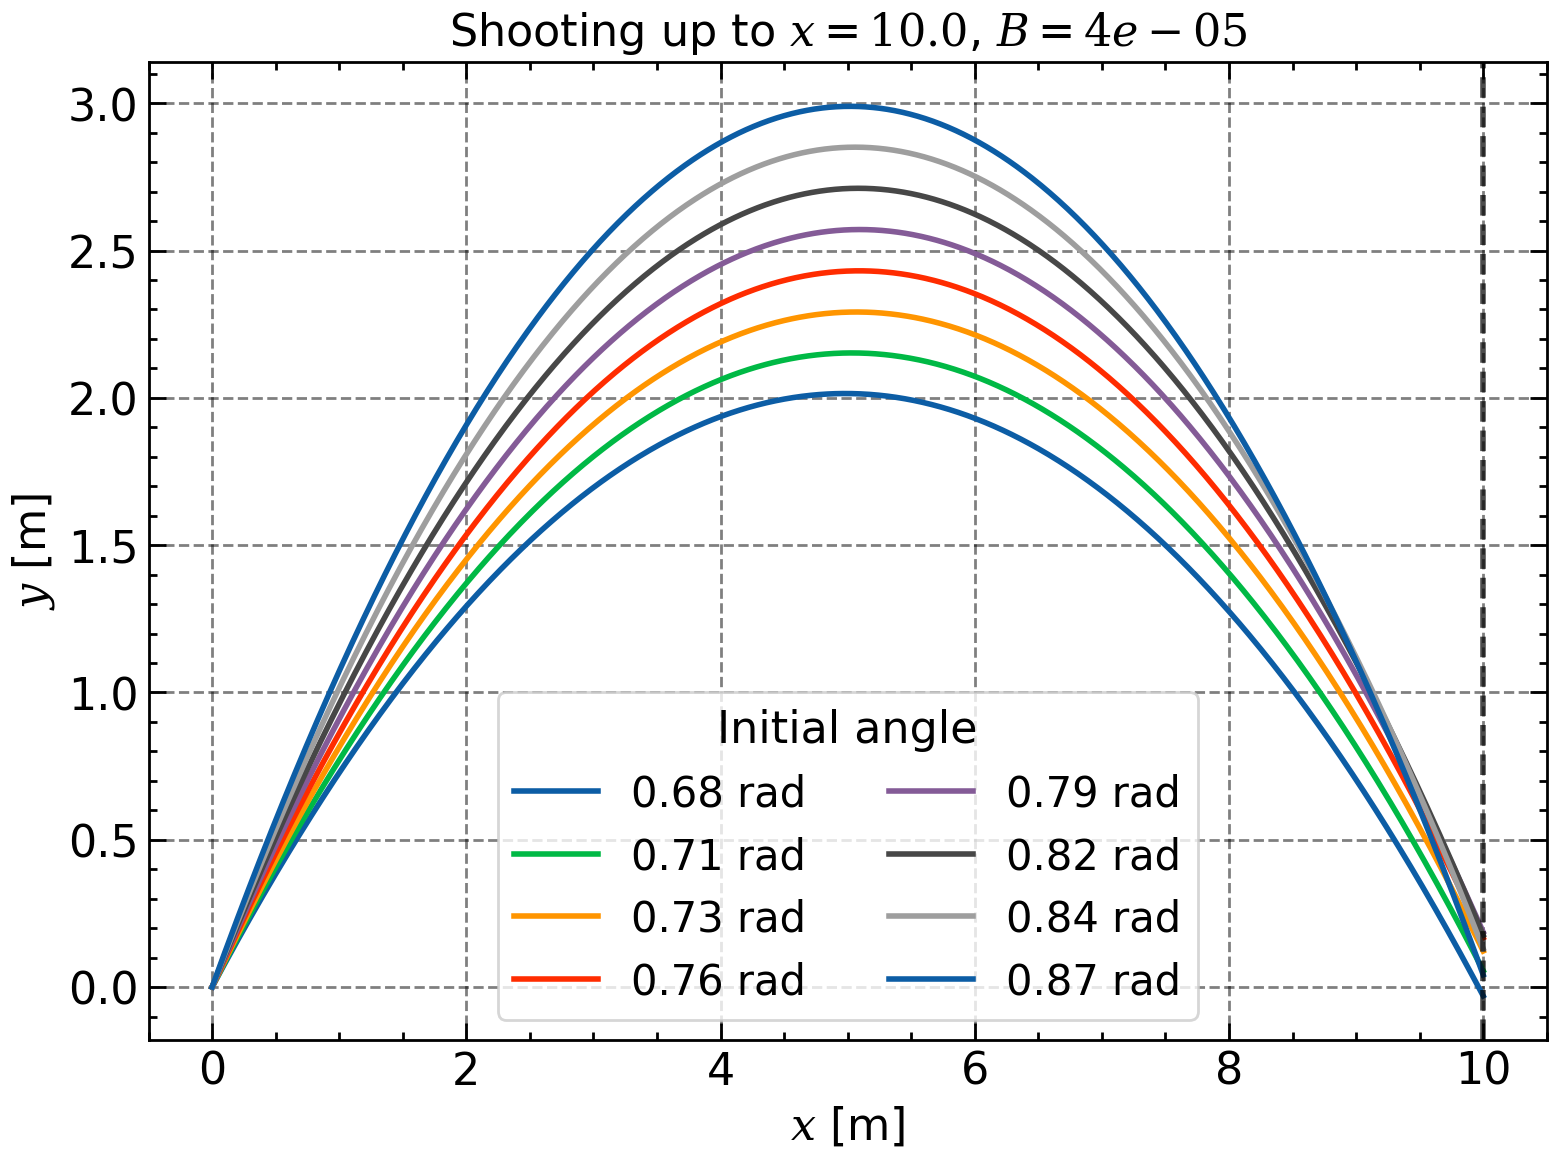 Shooting up to x = 10.0, B = 4e − 05
3.0
2.5
2.0
1.5
1.0
0.5
0.0
y [m]
Initial angle
0.68 rad
0.71 rad
0.73 rad
0.76 rad
0.79 rad
0.82 rad
0.84 rad
0.87 rad
0 2 4 6 8 10
x [m]